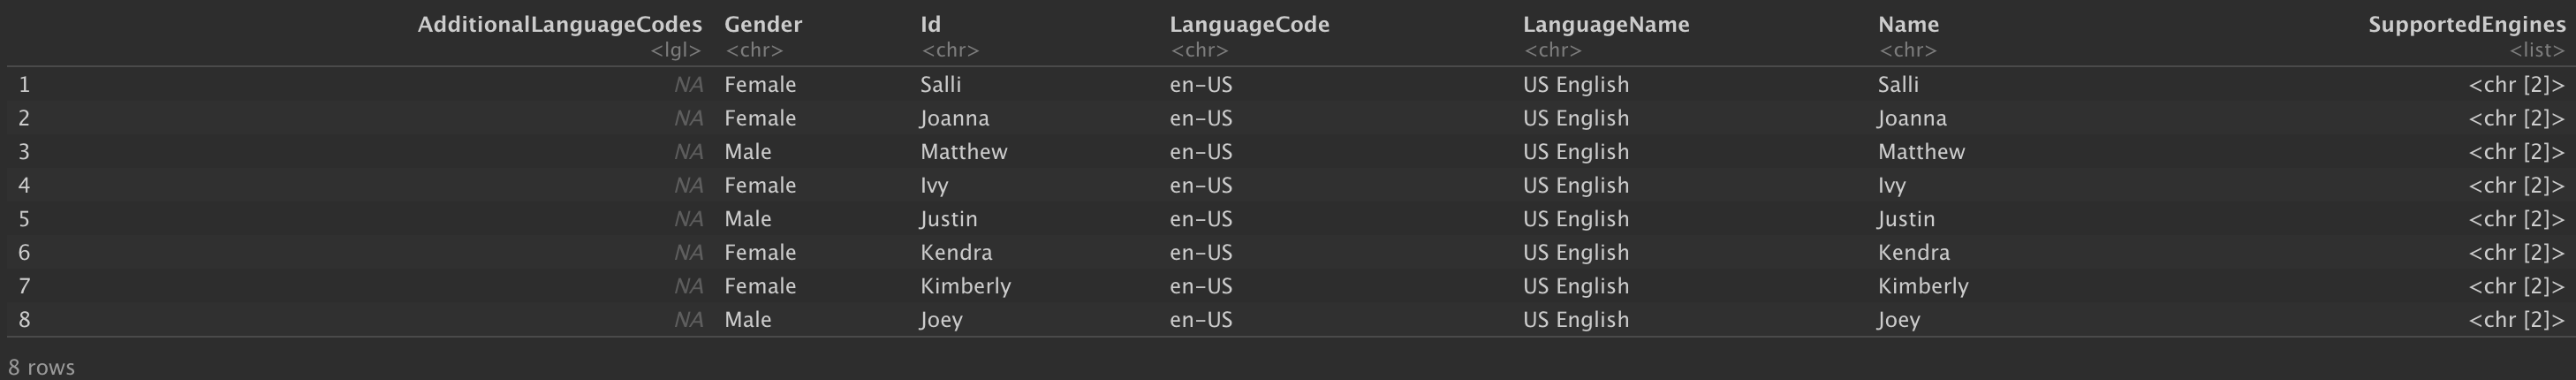 AdditionalLanguageCodes Gender Id LanguageCode LanguageName Name SupportedEngines
<lgl> <chr> <chr> <chr> <chr> <chr> <list>
1 NA Female Salli en-US US English Salli <chr [2]>
2 NA Female Joanna en-US US English Joanna <chr [2]>
3 NA Male Matthew en-US US English Matthew <chr [2]>
4 NA Female Ivy en-US US English Ivy <chr [2]>
5 NA Male Justin en-US US English Justin <chr [2]>
6 NA Female Kendra en-US US English Kendra <chr [2]>
7 NA Female Kimberly en-US US English Kimberly <chr [2]>
8 NA Male Joey en-US US English Joey <chr [2]>
8 rows